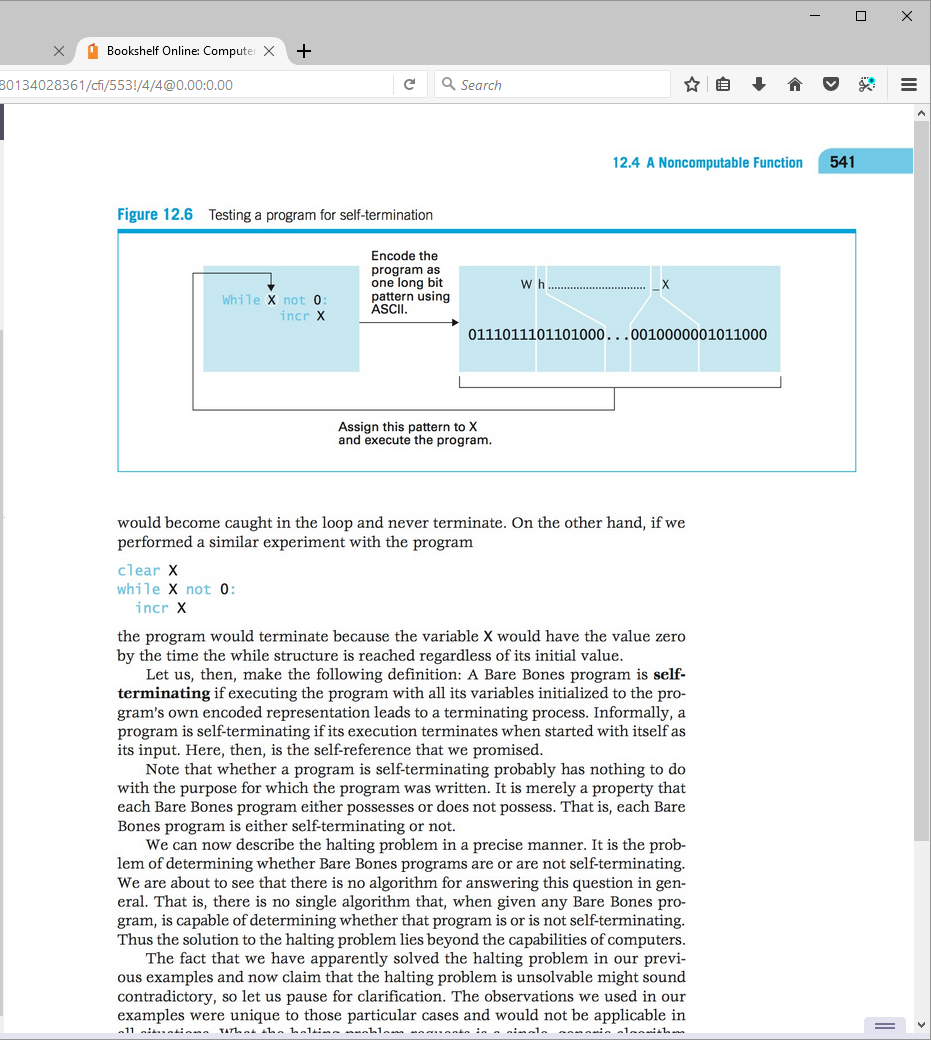 Bookshelf Online: Compute
80134028361/cfi/553!/4/4@0.00:0.00
Search
12.4 A Noncomputable Function 541
Figure 12.6 Testing a program for self-termination
Encode the
program as
one long bit
pattern using
ASCII.
While X not 0:
incr X
W h.............................. _X
0111011101101000...0010000001011000
Assign this pattern to X
and execute the program.
would become caught in the loop and never terminate. On the other hand, if we
performed a similar experiment with the program
clear X
while X not 0:
incr X
the program would terminate because the variable X would have the value zero
by the time the while structure is reached regardless of its initial value.
Let us, then, make the following definition: A Bare Bones program is self-
terminating if executing the program with all its variables initialized to the pro-
gram's own encoded representation leads to a terminating process. Informally, a
program is self-terminating if its execution terminates when started with itself as
its input. Here, then, is the self-reference that we promised.
Note that whether a program is self-terminating probably has nothing to do
with the purpose for which the program was written. It is merely a property that
each Bare Bones program either possesses or does not possess. That is, each Bare
Bones program is either self-terminating or not.
We can now describe the halting problem in a precise manner. It is the prob-
lem of determining whether Bare Bones programs are or are not self-terminating.
We are about to see that there is no algorithm for answering this question in gen-
eral. That is, there is no single algorithm that, when given any Bare Bones pro-
gram, is capable of determining whether that program is or is not self-terminating.
Thus the solution to the halting problem lies beyond the capabilities of computers.
The fact that we have apparently solved the halting problem in our previ-
ous examples and now claim that the halting problem is unsolvable might sound
contradictory, so let us pause for clarification. The observations we used in our
examples were unique to those particular cases and would not be applicable in
all situations. What the halting problem requests is a single, generic algorithm